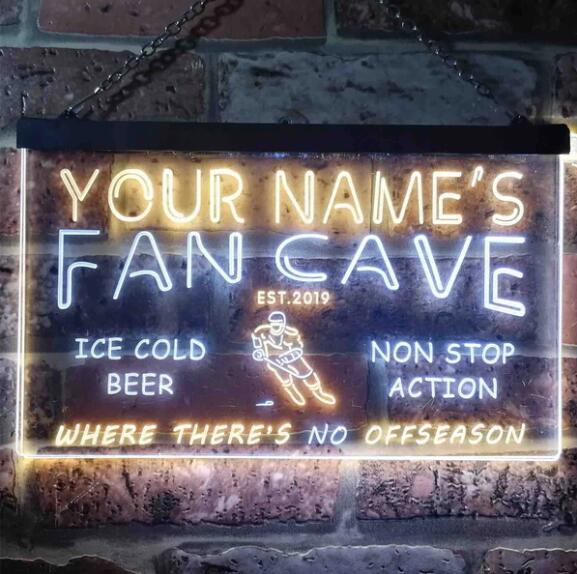 YOUR NAME'S
FAN CAVE
EST.2019
ICE COLD
BEER
NON STOP
ACTION
WHERE THERE'S NO OFFSEASON